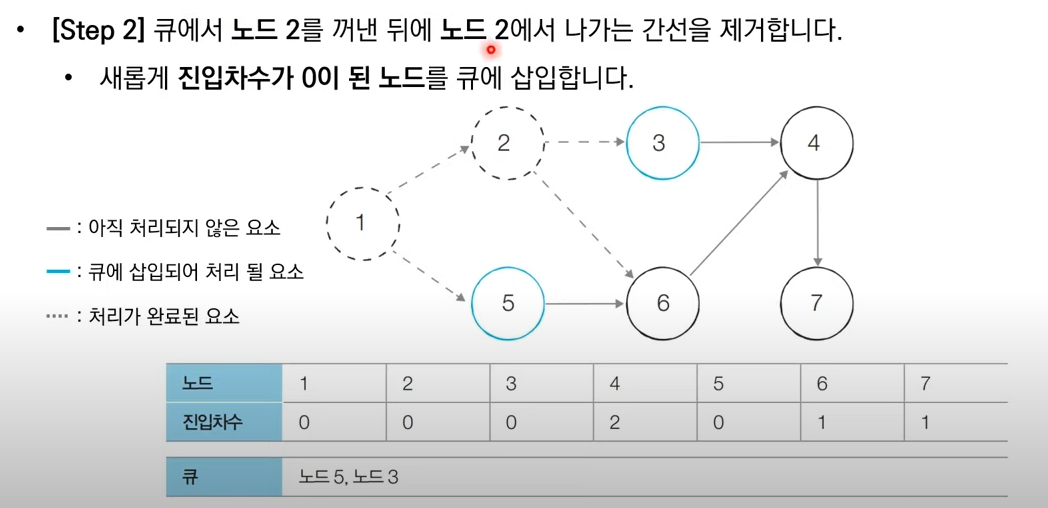 • [Step 2] 큐에서 노드 2를 꺼낸 뒤에 노드 2에서 나가는 간선을 제거합니다.
• 새롭게 진입차수가 0이 된 노드를 큐에 삽입합니다.
2 3 4
1
: 아직 처리되지 않은 요소
: 큐에 삽입되어 처리 될 요소
5 6 7
: 처리가 완료된 요소
노드 1 2 3 4 5 6 7
진입차수 0 0 0 2 0 1 1
큐 노드 5, 노드 3